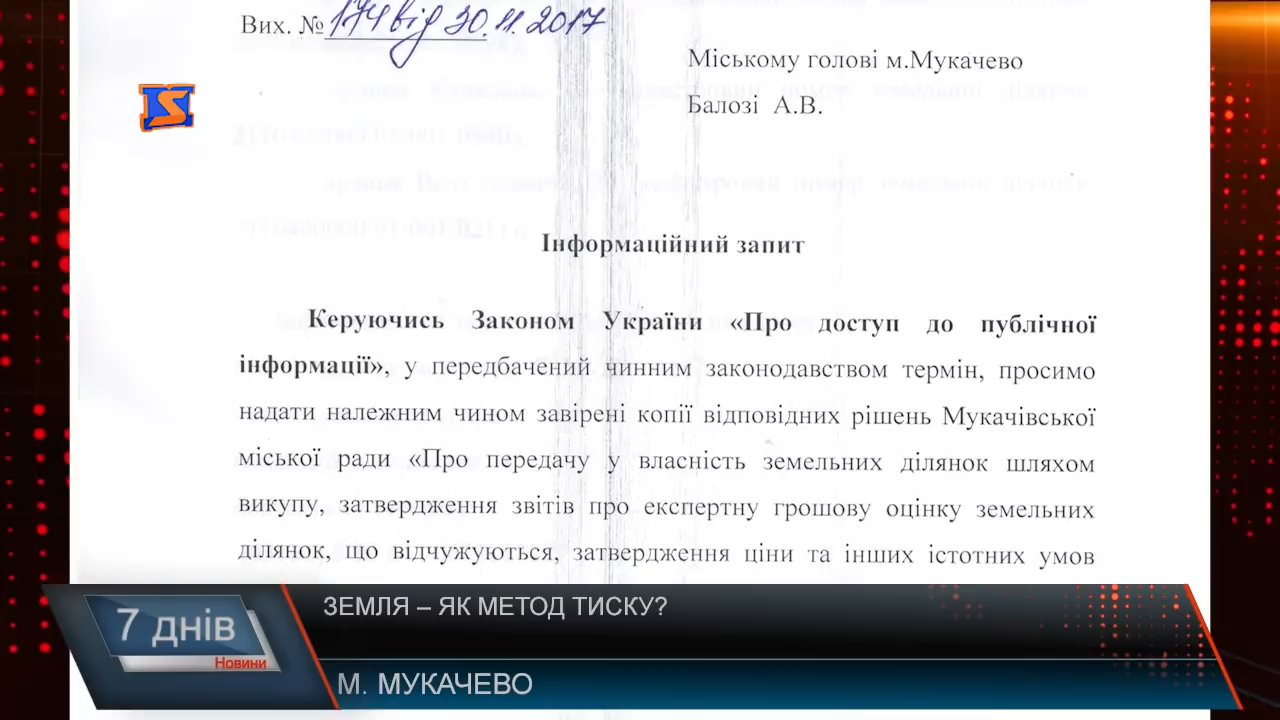 Вих. № 174 від 30.11.2017
Міському голові м.Мукачево
Балозі А.В.
Інформаційний запит
Керуючись Законом України «Про доступ до публічної
інформації», у передбачений чинним законодавством термін, просимо
надати належним чином завірені копії відповідних рішень Мукачівської
міської ради «Про передачу у власність земельних ділянок шляхом
викупу, затвердження звітів про експертну грошову оцінку земельних
ділянок, що відчужуються, затвердження ціни та інших істотних умов
7 днів
Новини
ЗЕМЛЯ – ЯК МЕТОД ТИСКУ?
М. МУКАЧЕВО